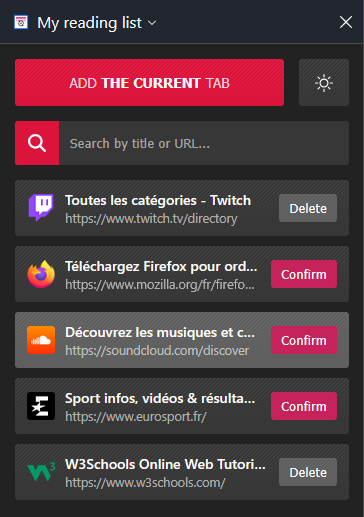 My reading list
ADD THE CURRENT TAB
Search by title or URL...
Toutes les catégories - Twitch
https://www.twitch.tv/directory
Delete
Téléchargez Firefox pour ord...
https://www.mozilla.org/fr/firefo...
Confirm
Découvrez les musiques et c...
https://soundcloud.com/discover
Confirm
Sport infos, vidéos & résulta...
https://www.eurosport.fr/
Confirm
W3Schools Online Web Tutori...
https://www.w3schools.com/
Delete